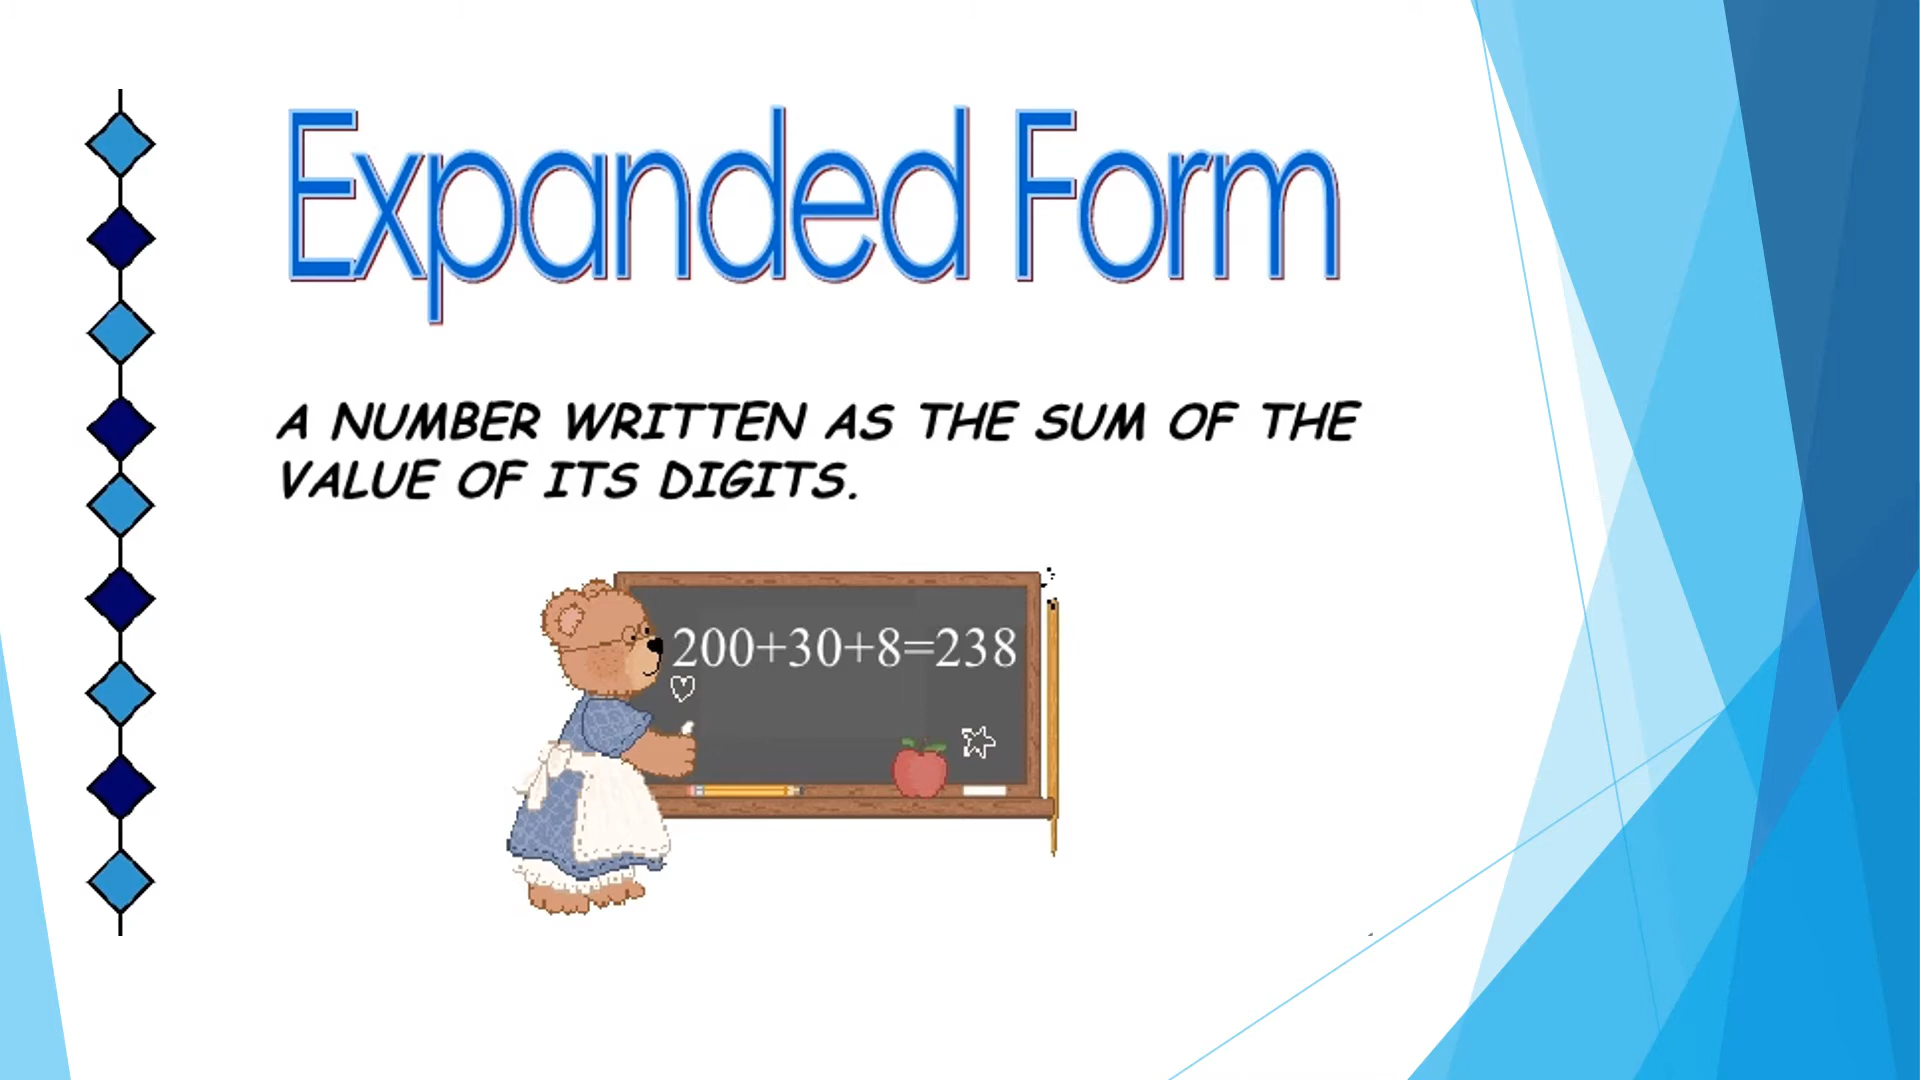 Expanded Form
A NUMBER WRITTEN AS THE SUM OF THE
VALUE OF ITS DIGITS.
200+30+8=238